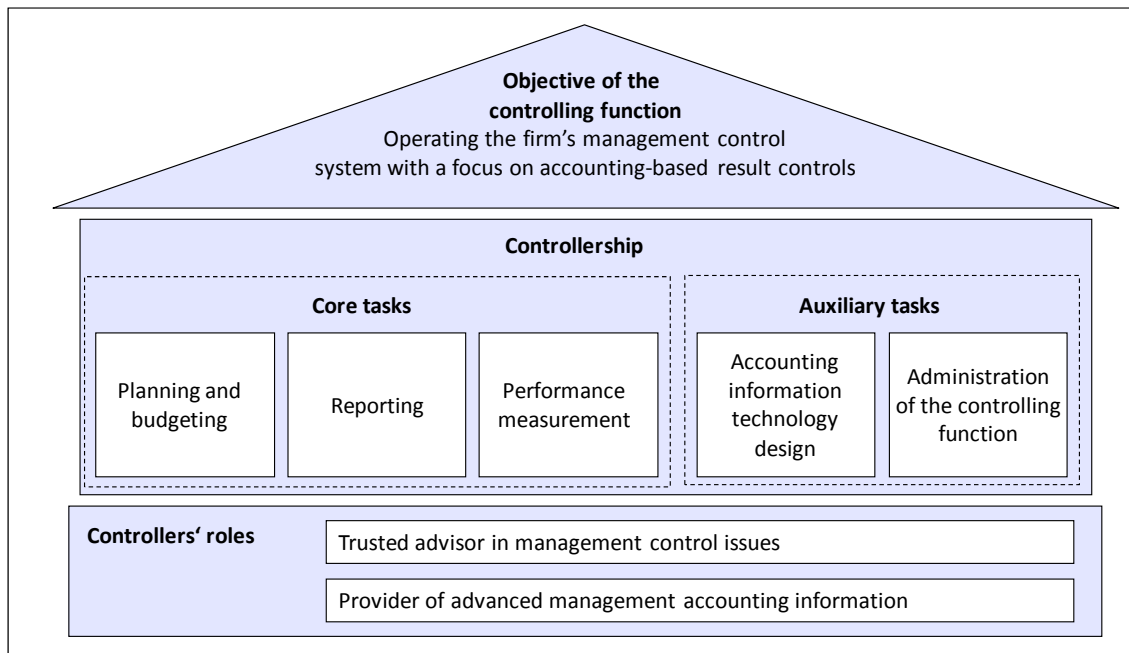 Objective of the
controlling function
Operating the firm's management control
system with a focus on accounting-based result controls
Controllership
Core tasks
Auxiliary tasks
Planning and
budgeting
Reporting
Performance
measurement
Accounting
information
technology
design
Administration
of the controlling
function
Controllers‘ roles
Trusted advisor in management control issues
Provider of advanced management accounting information